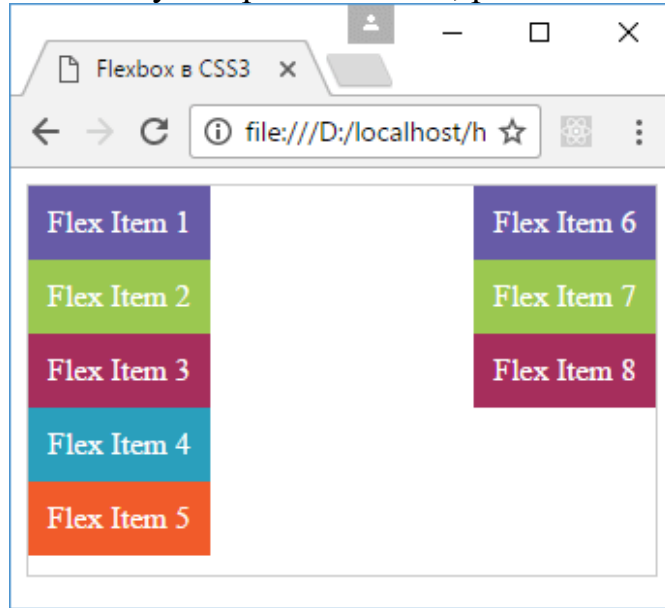 Flexbox в CSS3
file:///D:/localhost/h
Flex Item 1
Flex Item 2
Flex Item 3
Flex Item 4
Flex Item 5
Flex Item 6
Flex Item 7
Flex Item 8